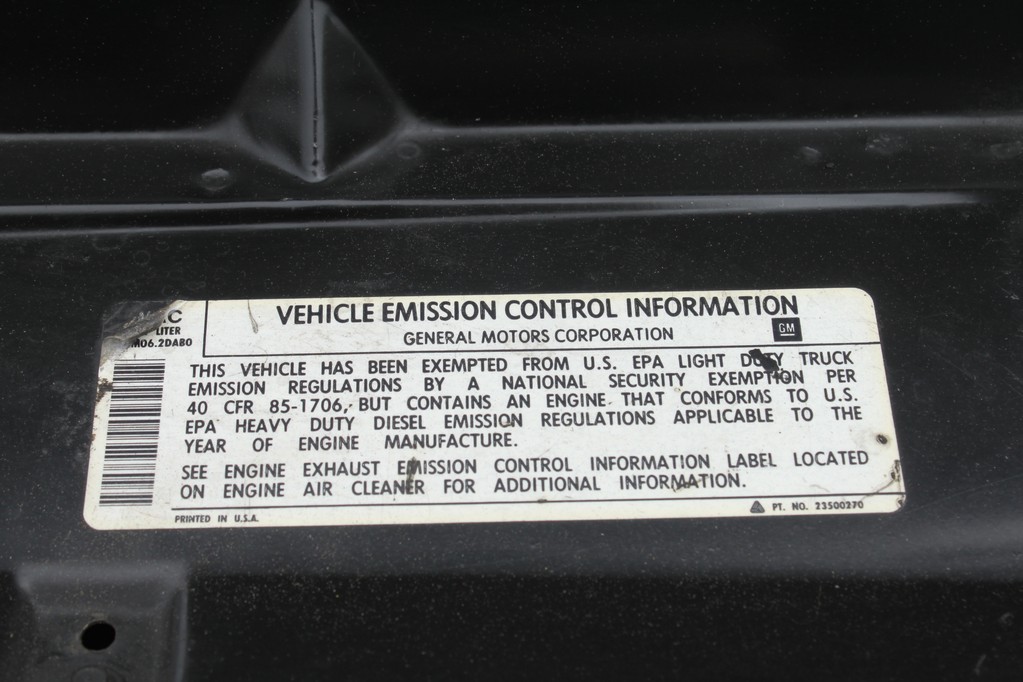 VEHICLE EMISSION CONTROL INFORMATION
GENERAL MOTORS CORPORATION
GM
LITER
M06.2DAB0
THIS VEHICLE HAS BEEN EXEMPTED FROM U.S. EPA LIGHT DUTY TRUCK
EMISSION REGULATIONS BY A NATIONAL SECURITY EXEMPTION PER
40 CFR 85-1706, BUT CONTAINS AN ENGINE THAT CONFORMS TO U.S.
EPA HEAVY DUTY DIESEL EMISSION REGULATIONS APPLICABLE TO THE
YEAR OF ENGINE MANUFACTURE.
SEE ENGINE EXHAUST EMISSION CONTROL INFORMATION LABEL LOCATED
ON ENGINE AIR CLEANER FOR ADDITIONAL INFORMATION.
PRINTED IN U.S.A.
PT. NO. 23500270